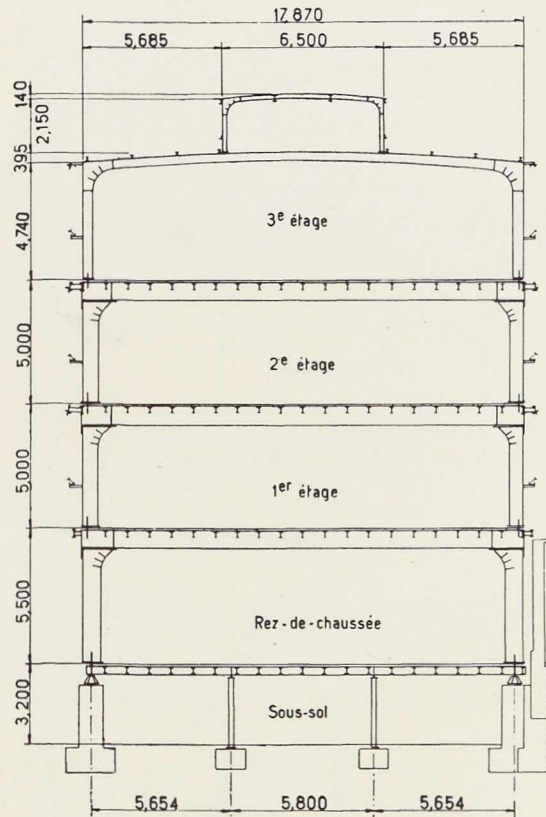 17,870
5,685 6,500 5,685
140
2,150
395
4,740
3e étage
5,000
2e étage
5,000
1er étage
5,500
Rez-de-chaussée
3,200
Sous-sol
5,654 5,800 5,654